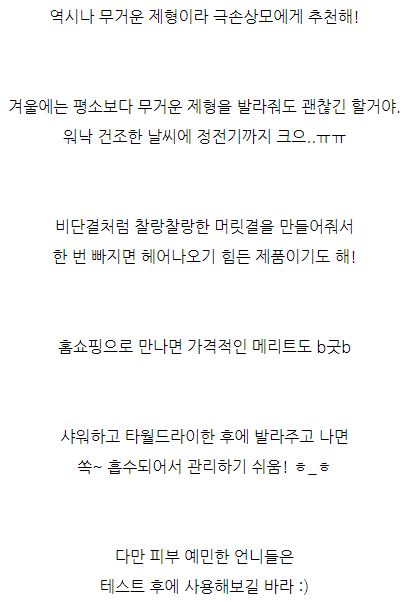 역시나 무거운 제형이라 극손상모에게 추천해!
겨울에는 평소보다 무거운 제형을 발라줘도 괜찮긴 할거야.
워낙 건조한 날씨에 정전기까지 크으..ㅠㅠ
비단결처럼 찰랑찰랑한 머릿결을 만들어줘서
한 번 빠지면 헤어나오기 힘든 제품이기도 해!
홈쇼핑으로 만나면 가격적인 메리트도 b굿b
샤워하고 타월드라이한 후에 발라주고 나면
쏙~ 흡수되어서 관리하기 쉬움! ㅎ_ㅎ
다만 피부 예민한 언니들은
테스트 후에 사용해보길 바라 :)